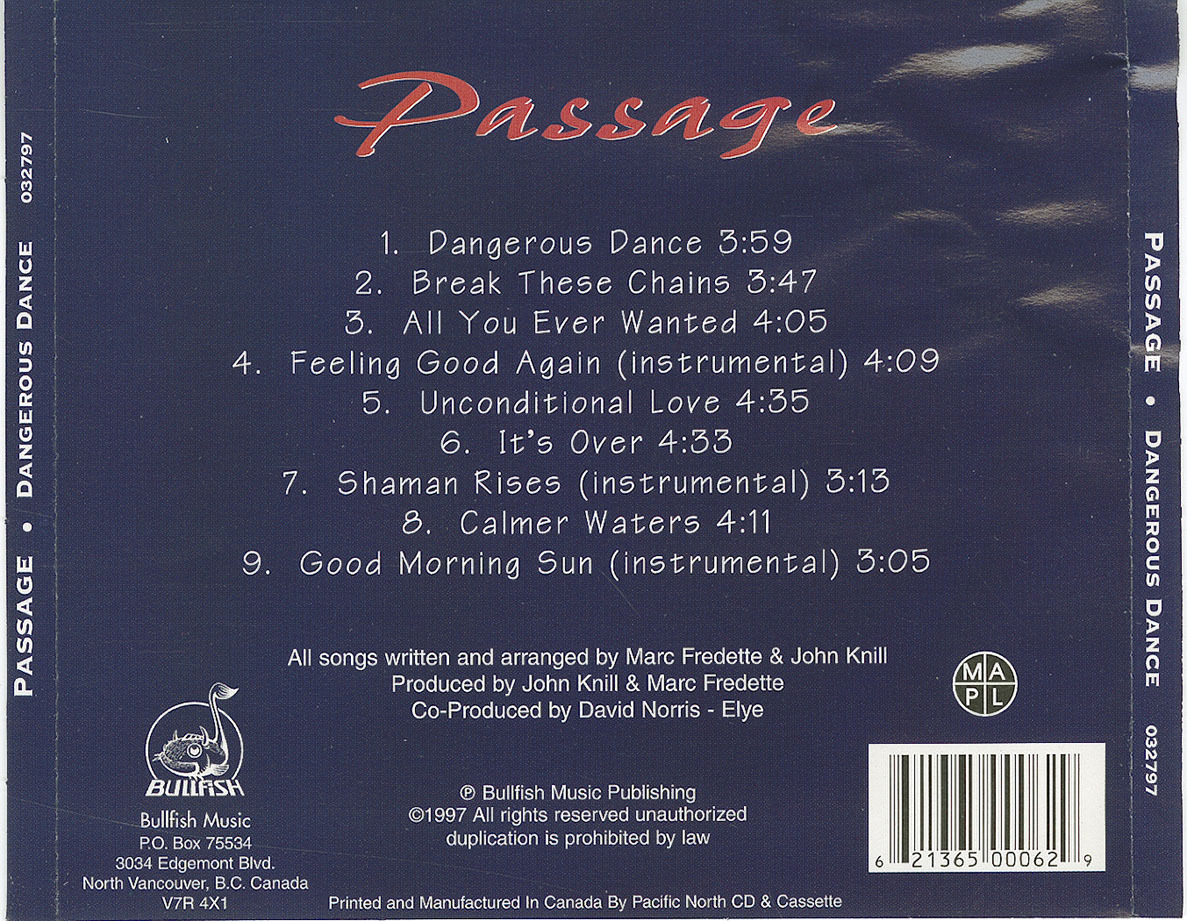 Passage
1. Dangerous Dance 3:59
2. Break These Chains 3:47
3. All You Ever Wanted 4:05
4. Feeling Good Again (instrumental) 4:09
5. Unconditional Love 4:35
6. It's Over 4:33
7. Shaman Rises (instrumental) 3:13
8. Calmer Waters 4:11
9. Good Morning Sun (instrumental) 3:05
All songs written and arranged by Marc Fredette & John Knill
Produced by John Knill & Marc Fredette
Co-Produced by David Norris - Elye
MA
PL
BULLFISH
Bullfish Music
P.O. Box 75534
3034 Edgemont Blvd.
North Vancouver, B.C. Canada
V7R 4X1
℗ Bullfish Music Publishing
©1997 All rights reserved unauthorized
duplication is prohibited by law
Printed and Manufactured In Canada By Pacific North CD & Cassette
6 21365 00062 9
PASSAGE • DANGEROUS DANCE 032797
PASSAGE • DANGEROUS DANCE 032797